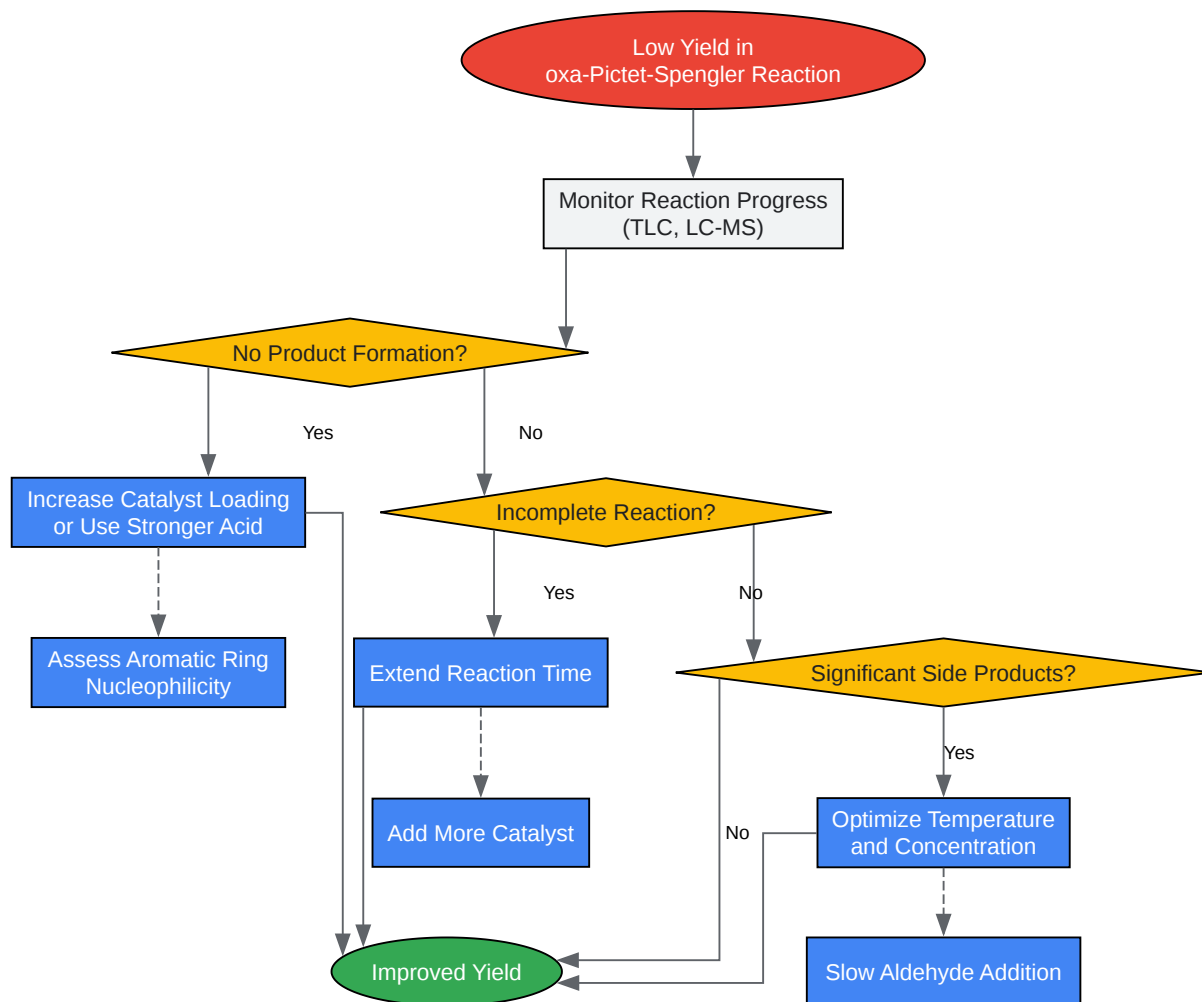 Low Yield in
oxa-Pictet-Spengler Reaction
Monitor Reaction Progress
(TLC, LC-MS)
No Product Formation?
Yes
No
Increase Catalyst Loading
or Use Stronger Acid
Incomplete Reaction?
Yes
No
Assess Aromatic Ring
Nucleophilicity
Extend Reaction Time
Significant Side Products?
Yes
No
Add More Catalyst
Optimize Temperature
and Concentration
Improved Yield
Slow Aldehyde Addition